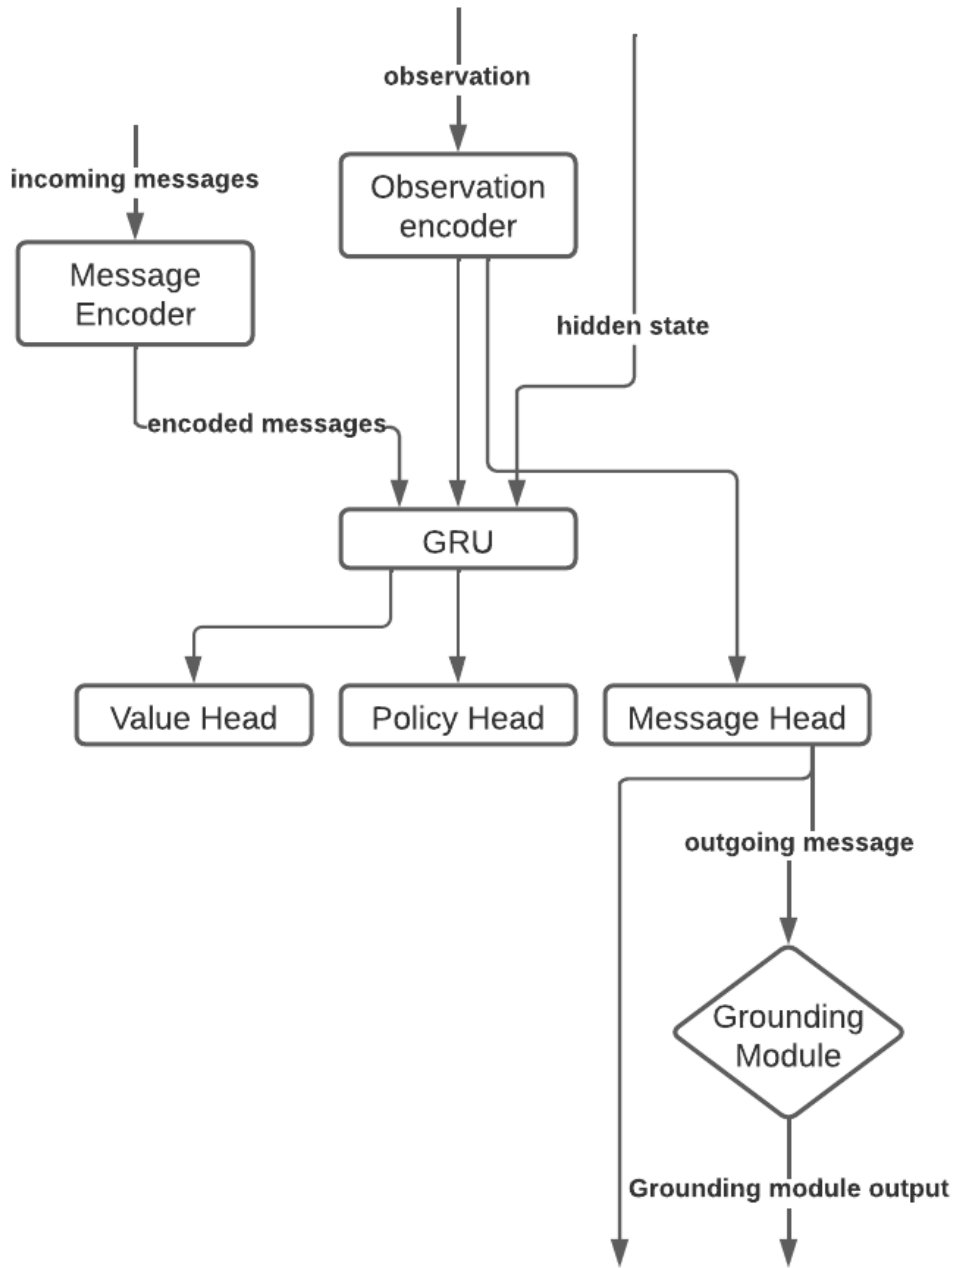 observation
incoming messages
Observation
encoder
Message
Encoder
hidden state
encoded messages
GRU
Value Head
Policy Head
Message Head
outgoing message
Grounding
Module
Grounding module output